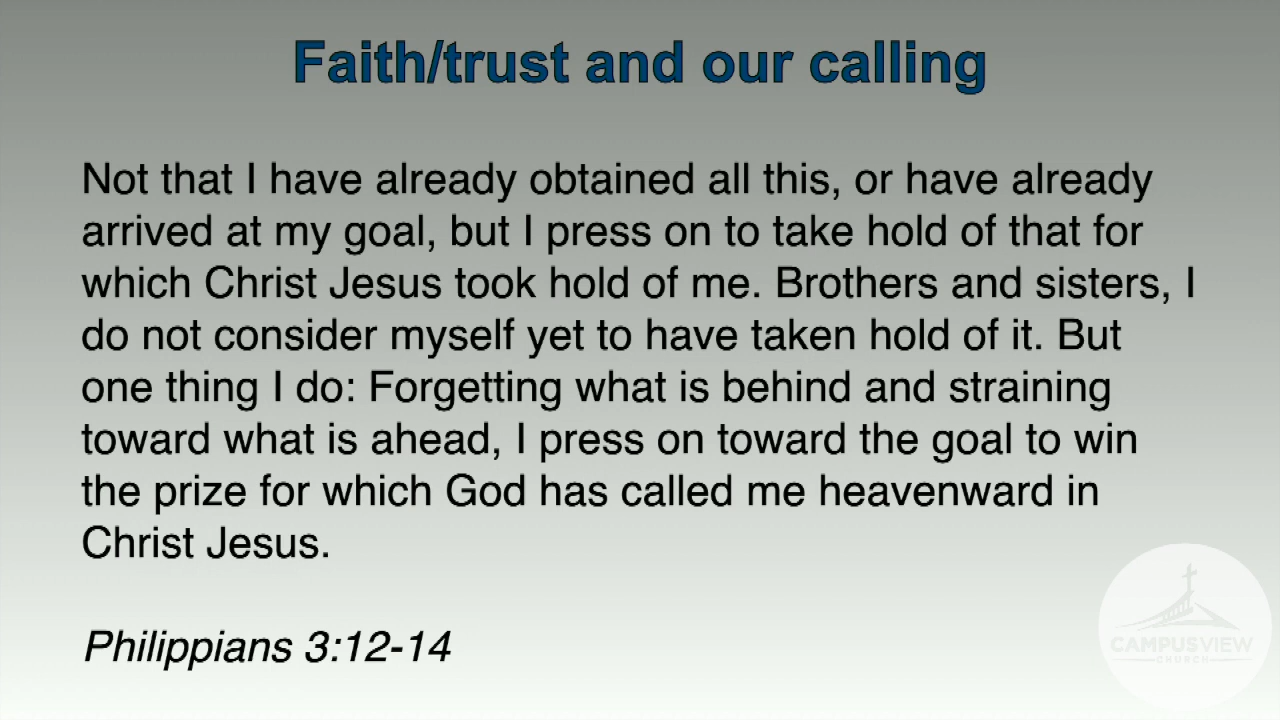 Faith/trust and our calling
Not that I have already obtained all this, or have already
arrived at my goal, but I press on to take hold of that for
which Christ Jesus took hold of me. Brothers and sisters, I
do not consider myself yet to have taken hold of it. But
one thing I do: Forgetting what is behind and straining
toward what is ahead, I press on toward the goal to win
the prize for which God has called me heavenward in
Christ Jesus.
Philippians 3:12-14
CAMPUSVIEW
CHURCH